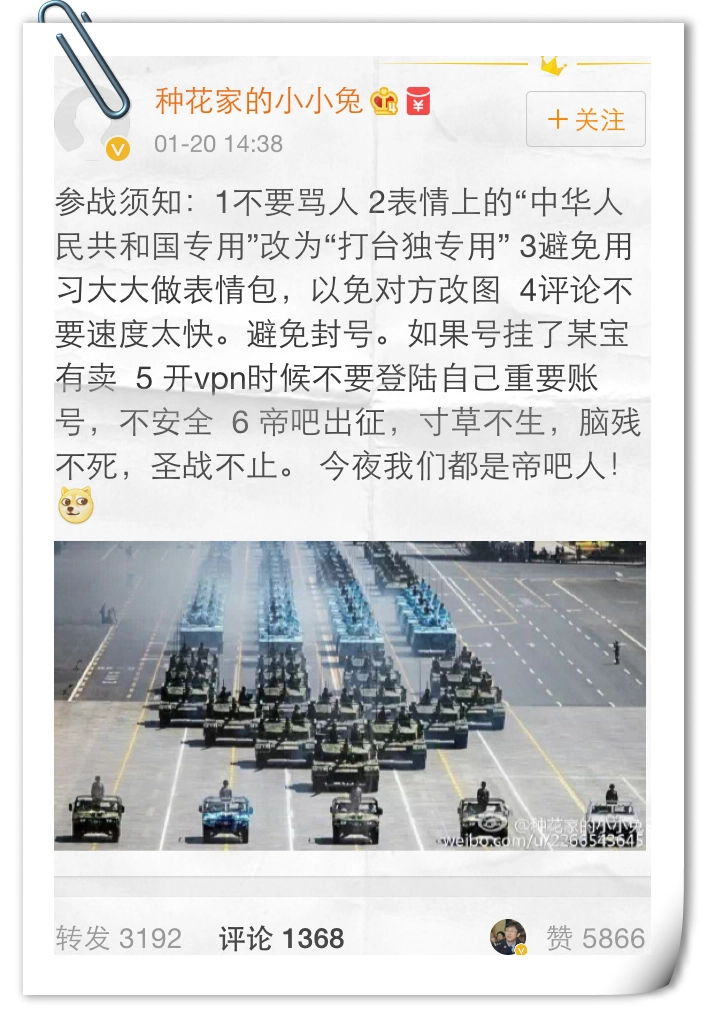 种花家的小小兔
¥
+关注
V
01-20 14:38
参战须知：1不要骂人 2表情上的“中华人
民共和国专用”改为“打台独专用” 3避免用
习大大做表情包，以免对方改图 4评论不
要速度太快。避免封号。如果号挂了某宝
有卖 5 开vpn时候不要登陆自己重要账
号，不安全 6 帝吧出征，寸草不生，脑残
不死，圣战不止。 今夜我们都是帝吧人！
@种花家的小小兔
weibo.com/u/2266543645
转发 3192 评论 1368 赞 5866